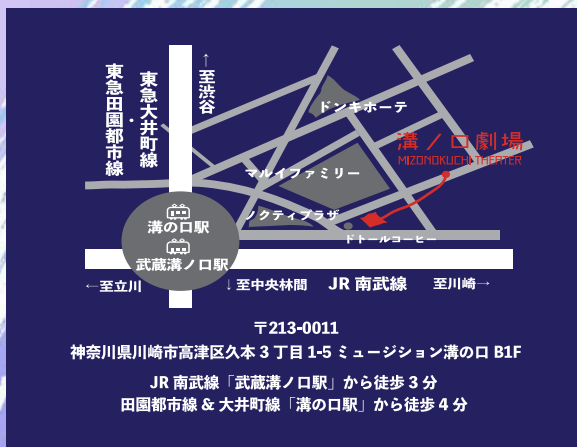 ↑至渋谷
東急大井町線
・
東急田園都市線
ドンキホーテ
溝ノ口劇場
MIZONOKUCHI THEATER
マルイファミリー
ノクティプラザ
溝の口駅
武蔵溝ノ口駅
ドトールコーヒー
←至立川
↓至中央林間
JR 南武線
至川崎→
〒213-0011
神奈川県川崎市高津区久本 3 丁目 1-5 ミュージション溝の口 B1F
JR 南武線「武蔵溝ノ口駅」から徒歩 3 分
田園都市線 & 大井町線「溝の口駅」から徒歩 4 分